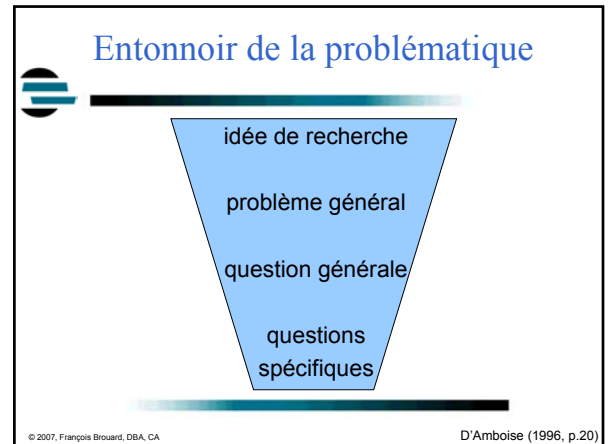 Entonnoir de la problématique
idée de recherche
problème général
question générale
questions
spécifiques
© 2007, François Brouard, DBA, CA
D'Amboise (1996, p.20)